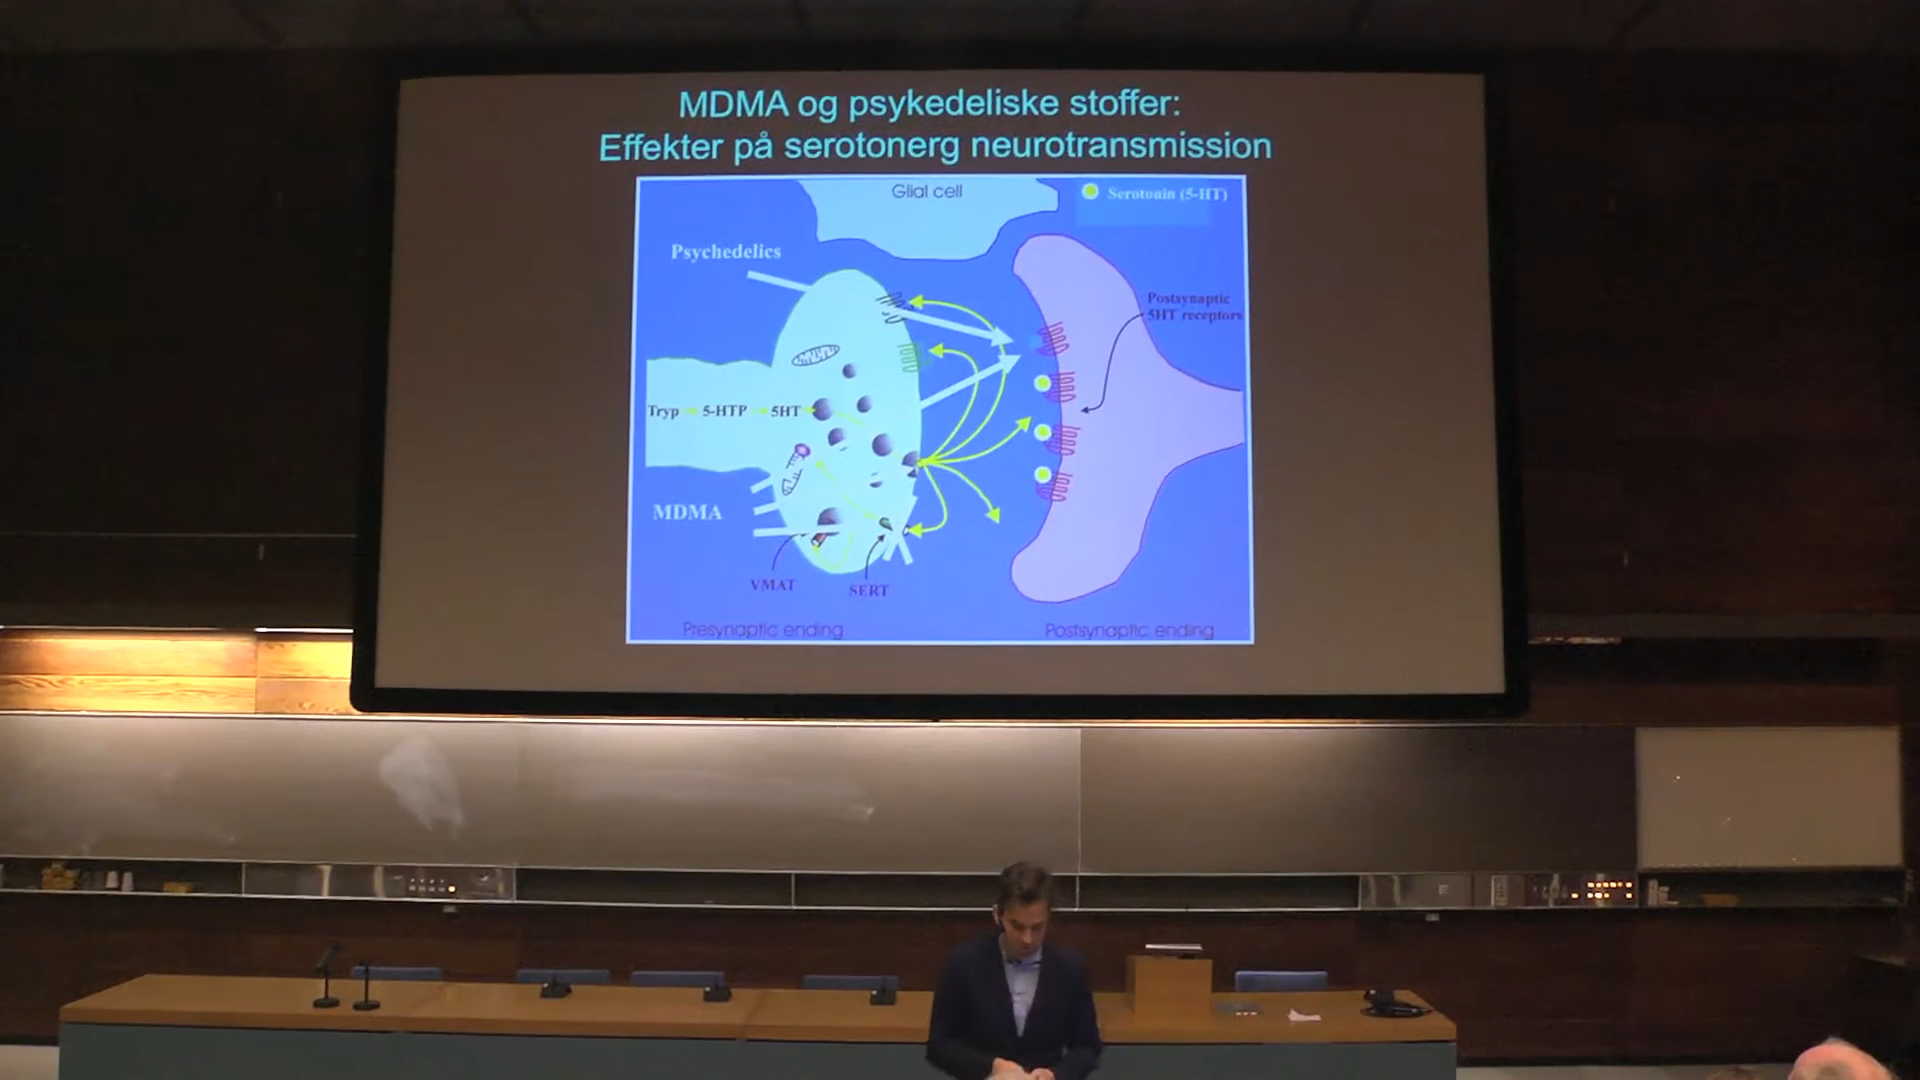 MDMA og psykedeliske stoffer:
Effekter på serotonerg neurotransmission
Glial cell
Serotonin (5-HT)
Psychedelics
Postsynaptic
5HT receptors
Tryp
5-HTP
5HT
MDMA
VMAT
SERT
Presynaptic ending
Postsynaptic ending